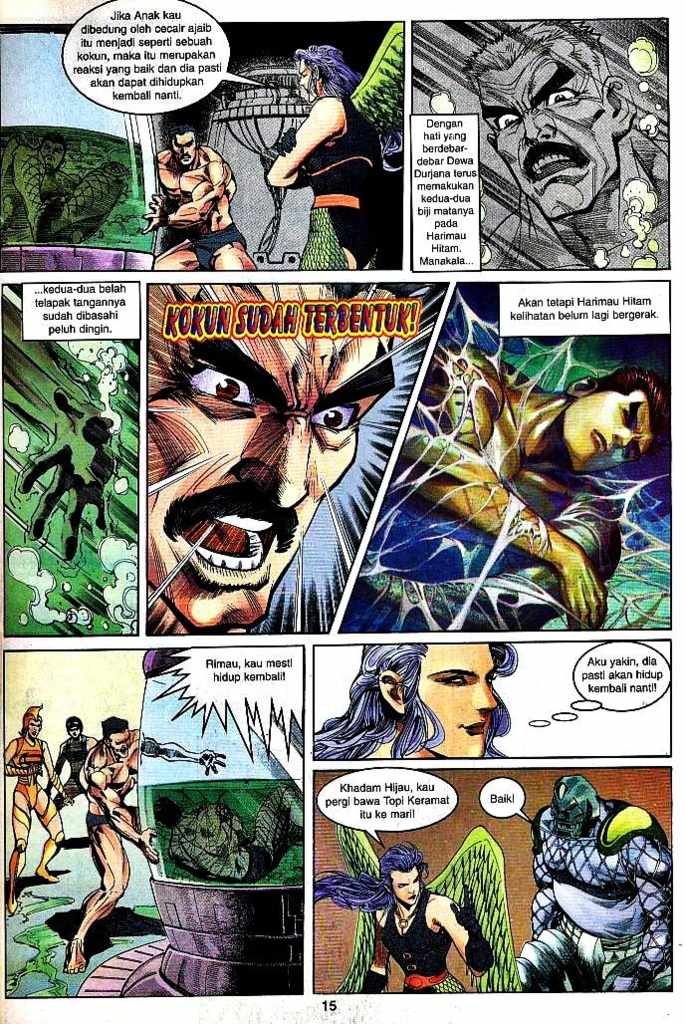 Jika Anak kau
dibedung oleh cecair ajaib
itu menjadi seperti sebuah
kokun, maka itu merupakan
reaksi yang baik dan dia pasti
akan dapat dihidupkan
kembali nanti.
Dengan
hati yang
berdebar-
debar Dewa
Durjana terus
memakukan
kedua-dua
biji matanya
pada
Harimau
Hitam.
Manakala...
...kedua-dua belah
telapak tangannya
sudah dibasahi
peluh dingin.
KOKUN SUDAH TERBENTUK!
Akan tetapi Harimau Hitam
kelihatan belum lagi bergerak.
Rimau, kau mesti
hidup kembali!
Aku yakin, dia
pasti akan hidup
kembali nanti!
Khadam Hijau, kau
pergi bawa Topi Keramat
itu ke mari!
Baik!
15